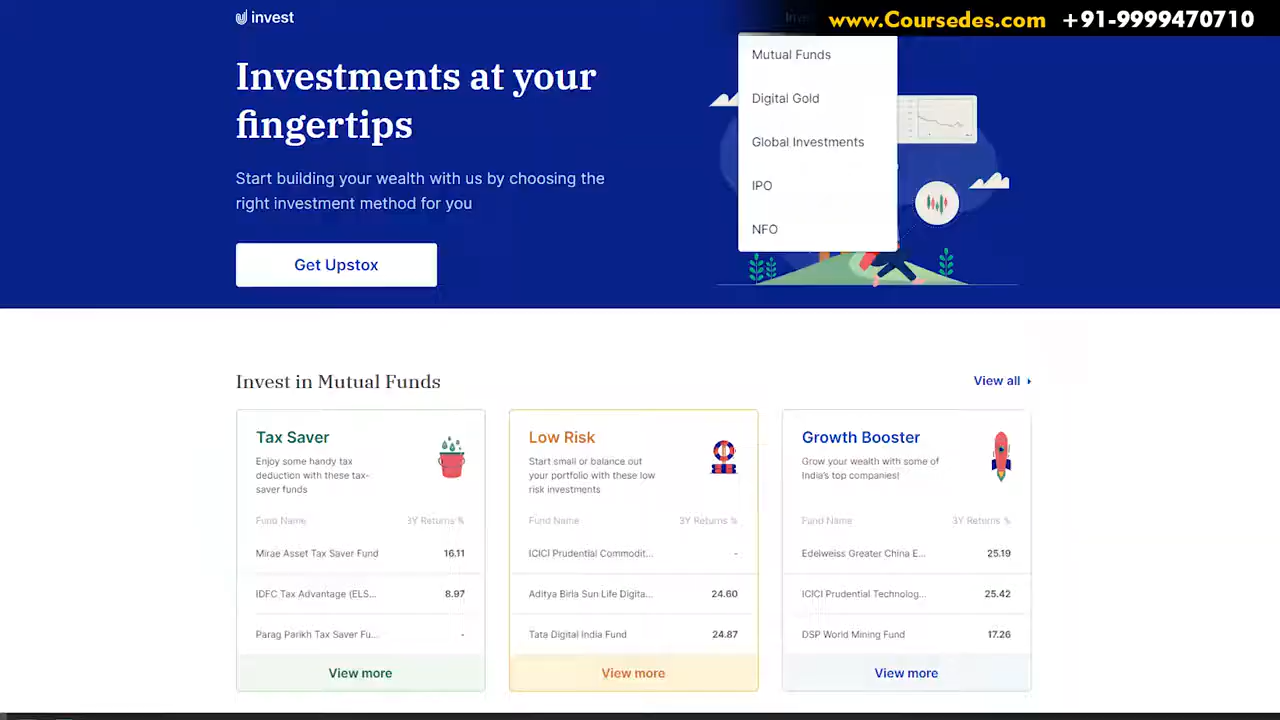 invest
www.Coursedes.com +91-9999470710
Investments at your
fingertips
Start building your wealth with us by choosing the
right investment method for you
Get Upstox
Mutual Funds
Digital Gold
Global Investments
IPO
NFO
Invest in Mutual Funds
View all
Tax Saver
Enjoy some handy tax
deduction with these tax-
saver funds
Fund Name 3Y Returns %
Mirae Asset Tax Saver Fund 16.11
IDFC Tax Advantage (ELS... 8.97
Parag Parikh Tax Saver Fu... -
View more
Low Risk
Start small or balance out
your portfolio with these low
risk investments
Fund Name 3Y Returns %
ICICI Prudential Commodit... -
Aditya Birla Sun Life Digita... 24.60
Tata Digital India Fund 24.87
View more
Growth Booster
Grow your wealth with some of
India's top companies!
Fund Name 3Y Returns %
Edelweiss Greater China E... 25.19
ICICI Prudential Technolog... 25.42
DSP World Mining Fund 17.26
View more